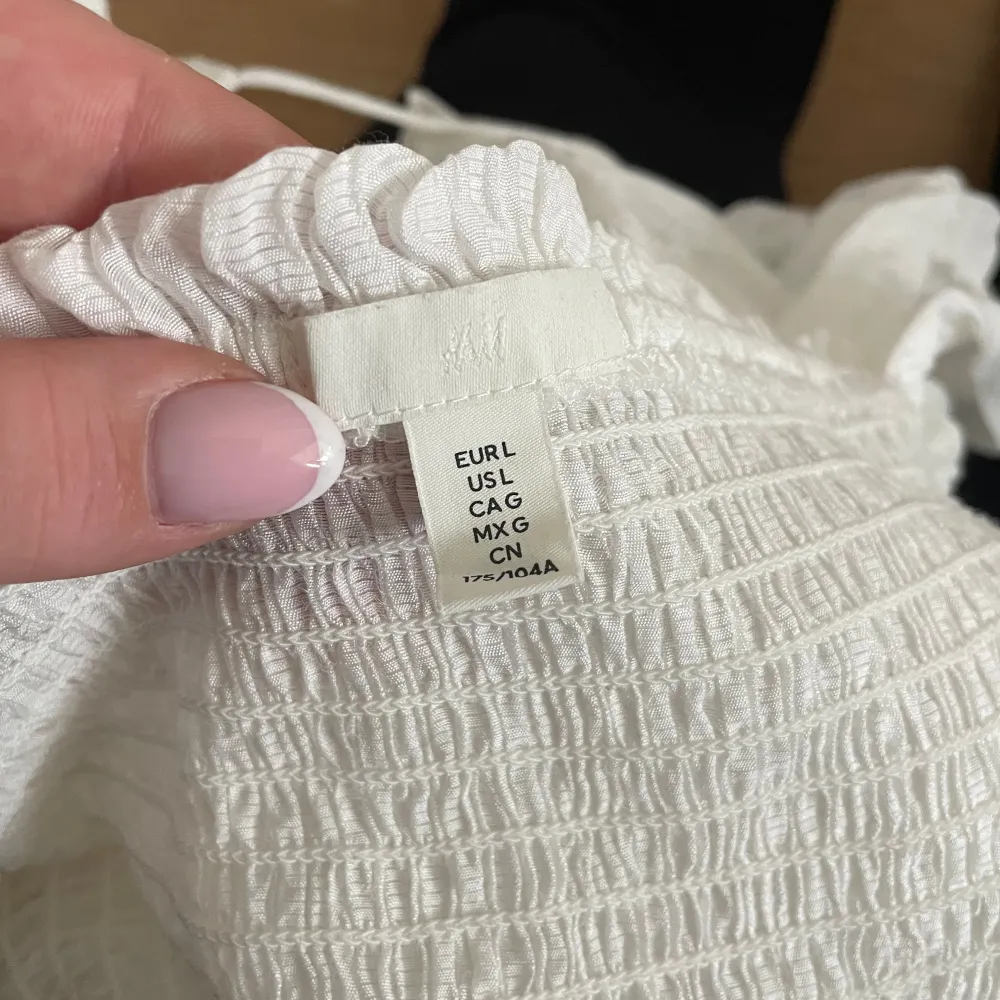 H&M
EUR L
US L
CA G
MX G
CN
175/104A